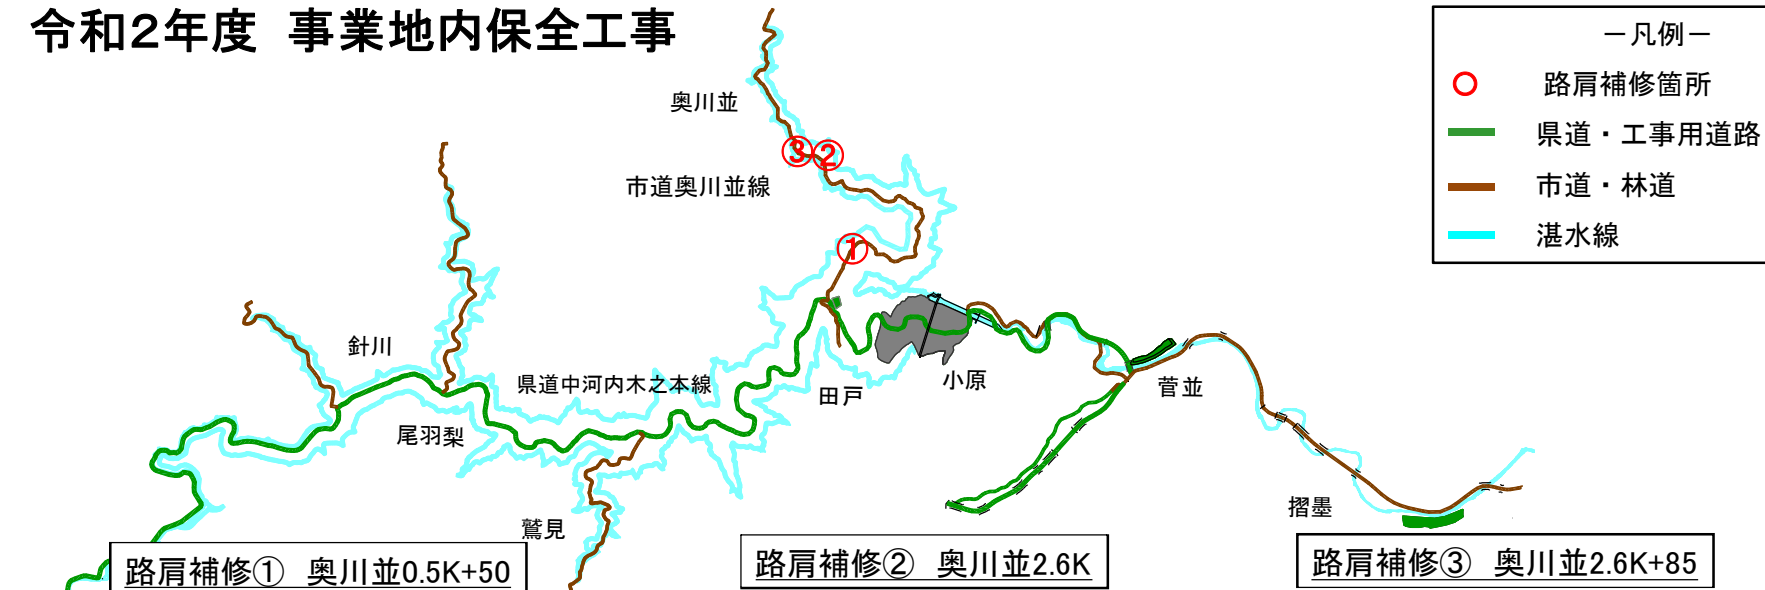 令和2年度 事業地内保全工事
－凡例－
路肩補修箇所
県道・工事用道路
市道・林道
湛水線
奥川並
③
②
市道奥川並線
①
針川
県道中河内木之本線
尾羽梨
田戸
小原
菅並
鷲見
摺墨
路肩補修① 奥川並0.5K+50
路肩補修② 奥川並2.6K
路肩補修③ 奥川並2.6K+85